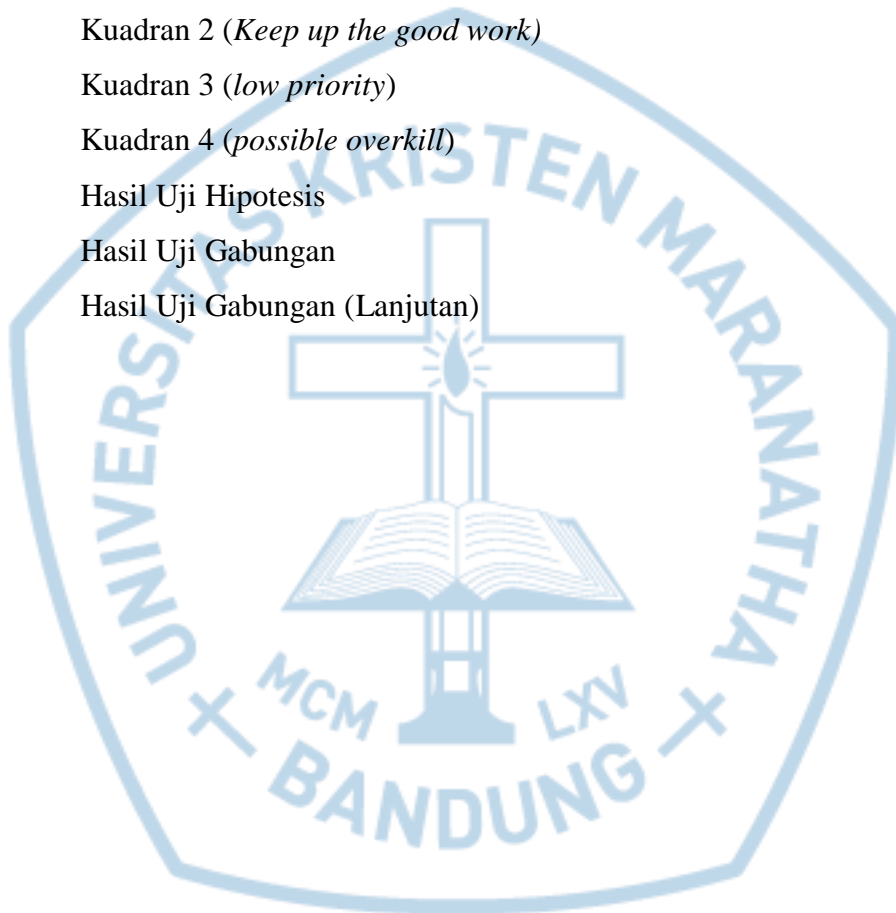 Kuadran 2 (Keep up the good work)
Kuadran 3 (low priority)
Kuadran 4 (possible overkill)
Hasil Uji Hipotesis
Hasil Uji Gabungan
Hasil Uji Gabungan (Lanjutan)
UNIVERSITAS KRISTEN MARANATHA
MCM LXV
BANDUNG